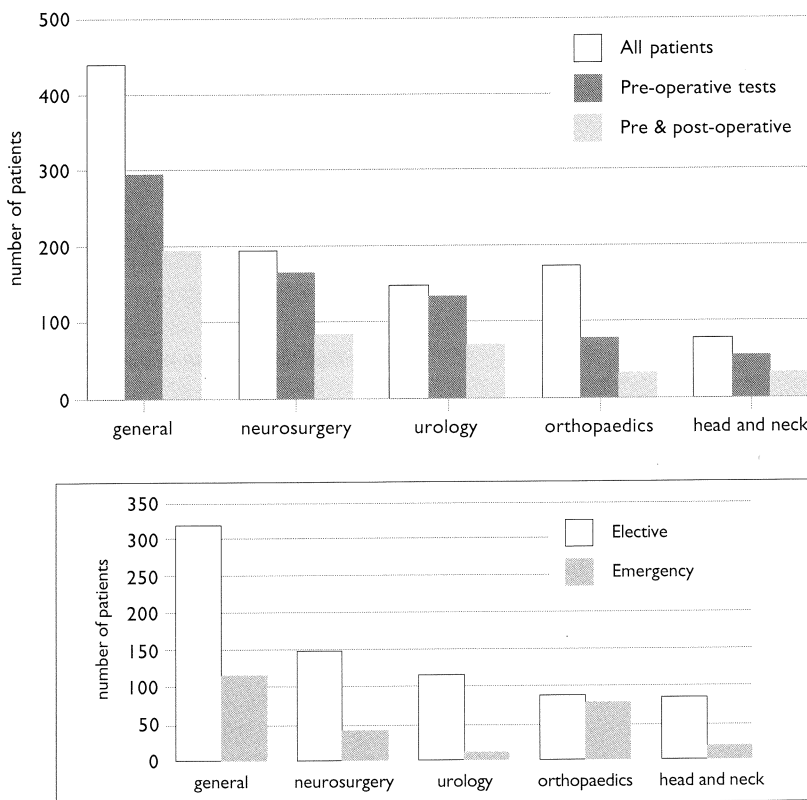 500
All patients
Pre-operative tests
400
Pre & post-operative
300
number of patients
200
100
0
general neurosurgery urology orthopaedics head and neck
350
Elective
300
Emergency
250
number of patients
200
150
100
50
0
general neurosurgery urology orthopaedics head and neck